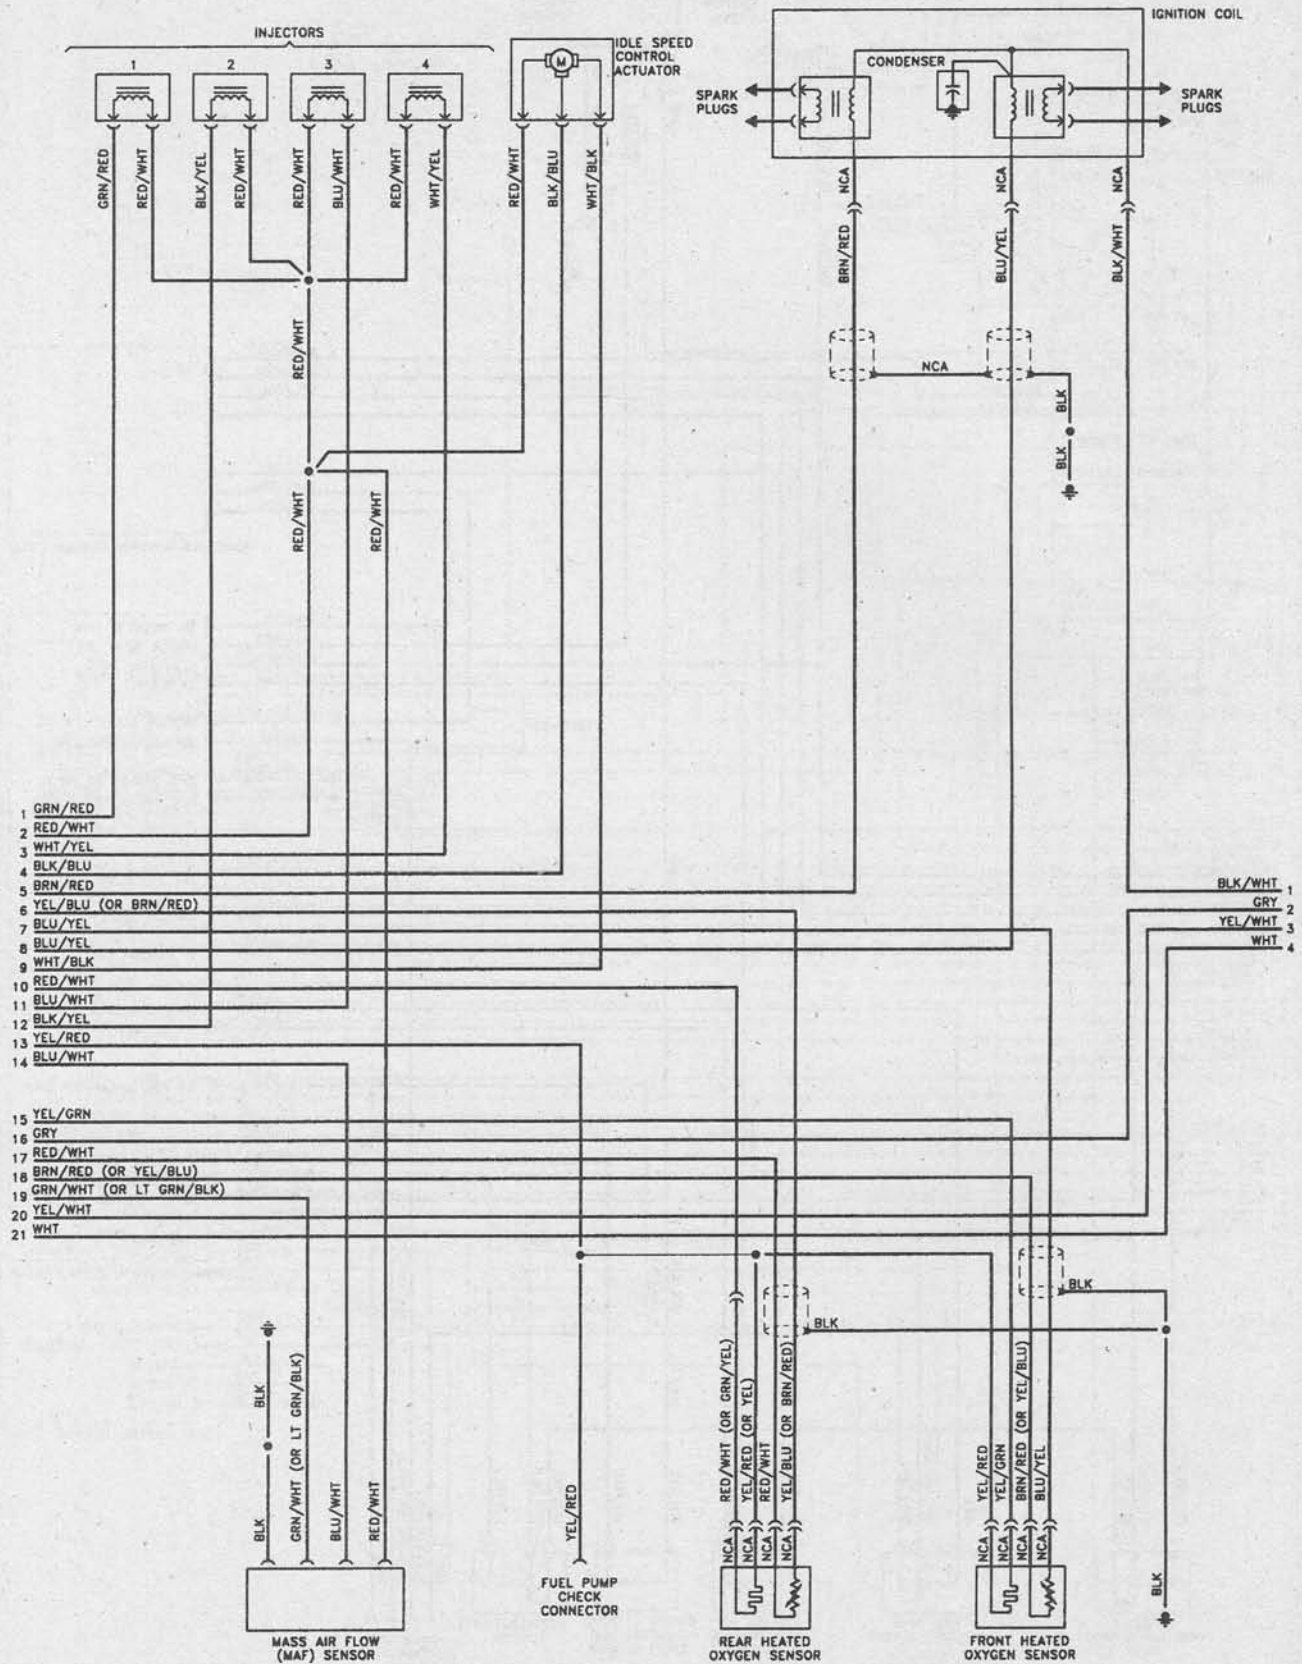 INJECTORS
1 2 3 4
IDLE SPEED
CONTROL
ACTUATOR
M
IGNITION COIL
CONDENSER
SPARK
PLUGS
SPARK
PLUGS
GRN/RED
RED/WHT
BLK/YEL
RED/WHT
RED/WHT
BLU/WHT
RED/WHT
WHT/YEL
RED/WHT
BLK/BLU
WHT/BLK
NCA
NCA
NCA
BRN/RED
BLU/YEL
BLK/WHT
RED/WHT
NCA
BLK
BLK
RED/WHT
RED/WHT
1 GRN/RED
2 RED/WHT
3 WHT/YEL
4 BLK/BLU
5 BRN/RED
6 YEL/BLU (OR BRN/RED)
7 BLU/YEL
8 BLU/YEL
9 WHT/BLK
10 RED/WHT
11 BLU/WHT
12 BLK/YEL
13 YEL/RED
14 BLU/WHT
15 YEL/GRN
16 GRY
17 RED/WHT
18 BRN/RED (OR YEL/BLU)
19 GRN/WHT (OR LT GRN/BLK)
20 YEL/WHT
21 WHT
BLK/WHT 1
GRY 2
YEL/WHT 3
WHT 4
BLK
BLK
BLK
BLK
GRN/WHT (OR LT GRN/BLK)
BLU/WHT
RED/WHT
YEL/RED
RED/WHT (OR GRN/YEL)
YEL/RED (OR YEL)
RED/WHT
YEL/BLU (OR BRN/RED)
YEL/RED
YEL/GRN
BRN/RED (OR YEL/BLU)
BLU/YEL
NCA
NCA
NCA
NCA
NCA
NCA
NCA
NCA
BLK
MASS AIR FLOW
(MAF) SENSOR
FUEL PUMP
CHECK
CONNECTOR
REAR HEATED
OXYGEN SENSOR
FRONT HEATED
OXYGEN SENSOR